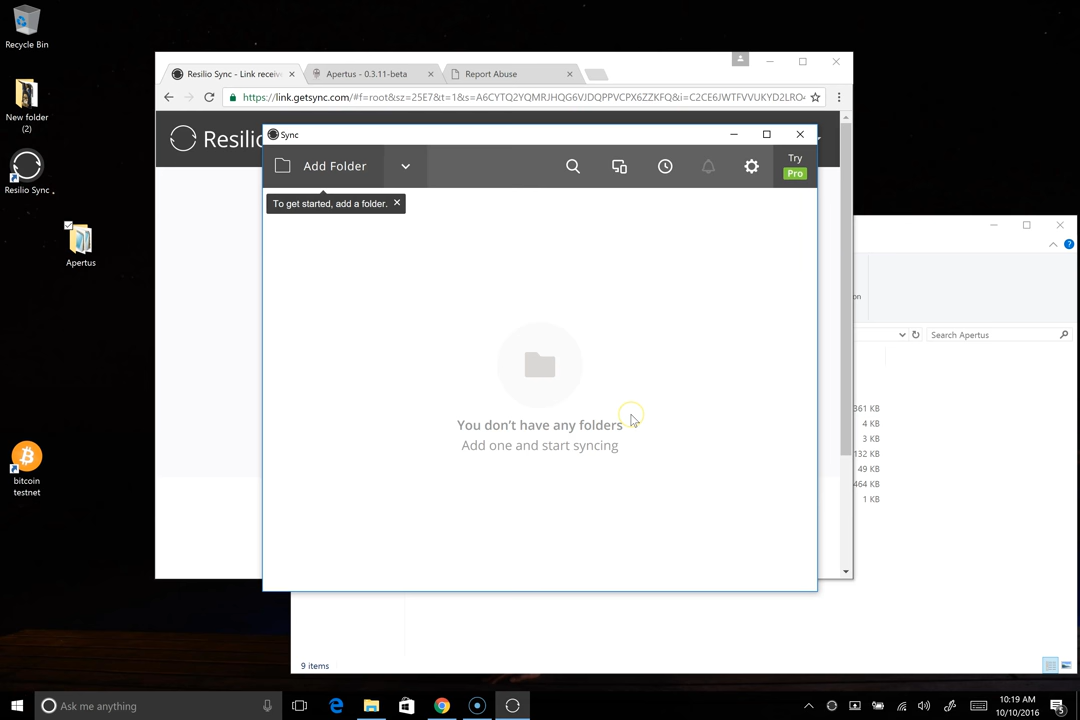 Recycle Bin
New folder
(2)
Resilio Sync
Apertus
bitcoin
testnet
Resilio Sync - Link receiv
Apertus - 0.3.11-beta
Report Abuse
https://link.getsync.com/#f=root&sz=25E7&t=1&s=A6CYTQ2YQMRJHQG6VJDQPPVCPX6ZZKFQ&i=C2CE6JWTFVVUKYD2LRO
Resilio
Sync
Add Folder
Try
Pro
To get started, add a folder.
You don't have any folders
Add one and start syncing
on
Search Apertus
361 KB
4 KB
3 KB
132 KB
49 KB
464 KB
1 KB
9 items
Ask me anything
10:19 AM
10/10/2016
5